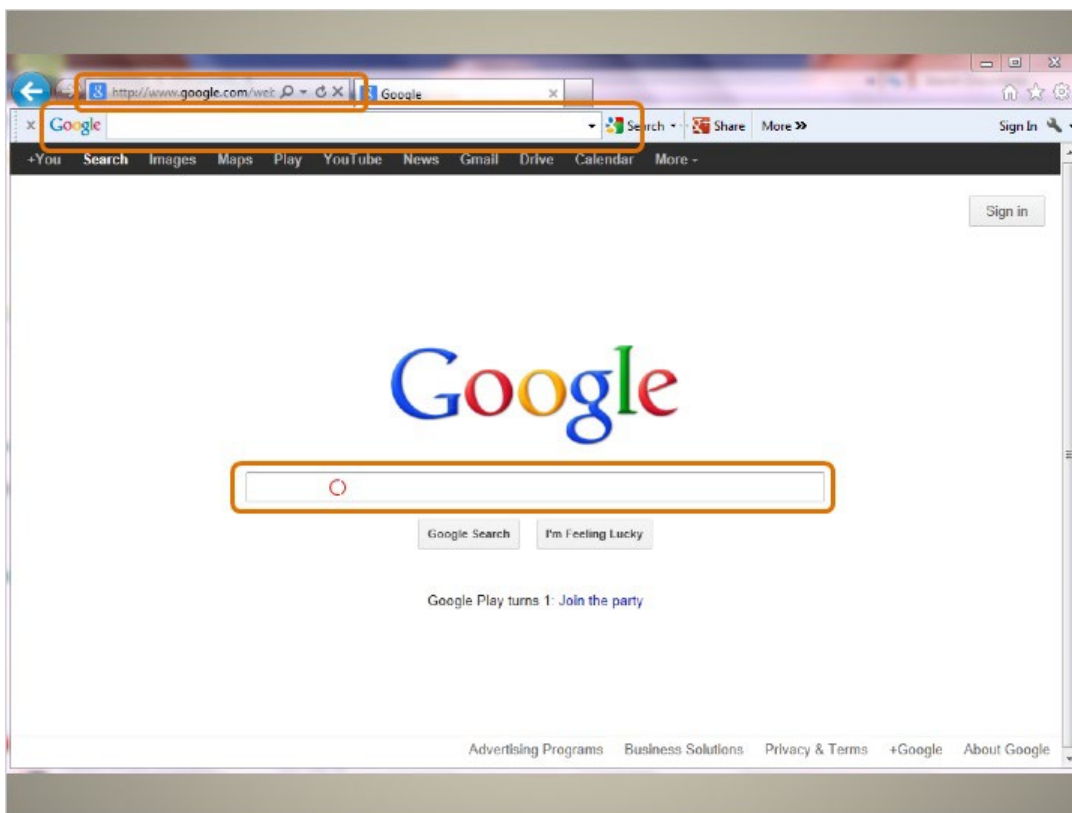 http://www.google.com/wet Google
Google Search Share More » Sign In
+You Search Images Maps Play YouTube News Gmail Drive Calendar More
Sign in
Google
Google Search I'm Feeling Lucky
Google Play turns 1: Join the party
Advertising Programs Business Solutions Privacy & Terms +Google About Google